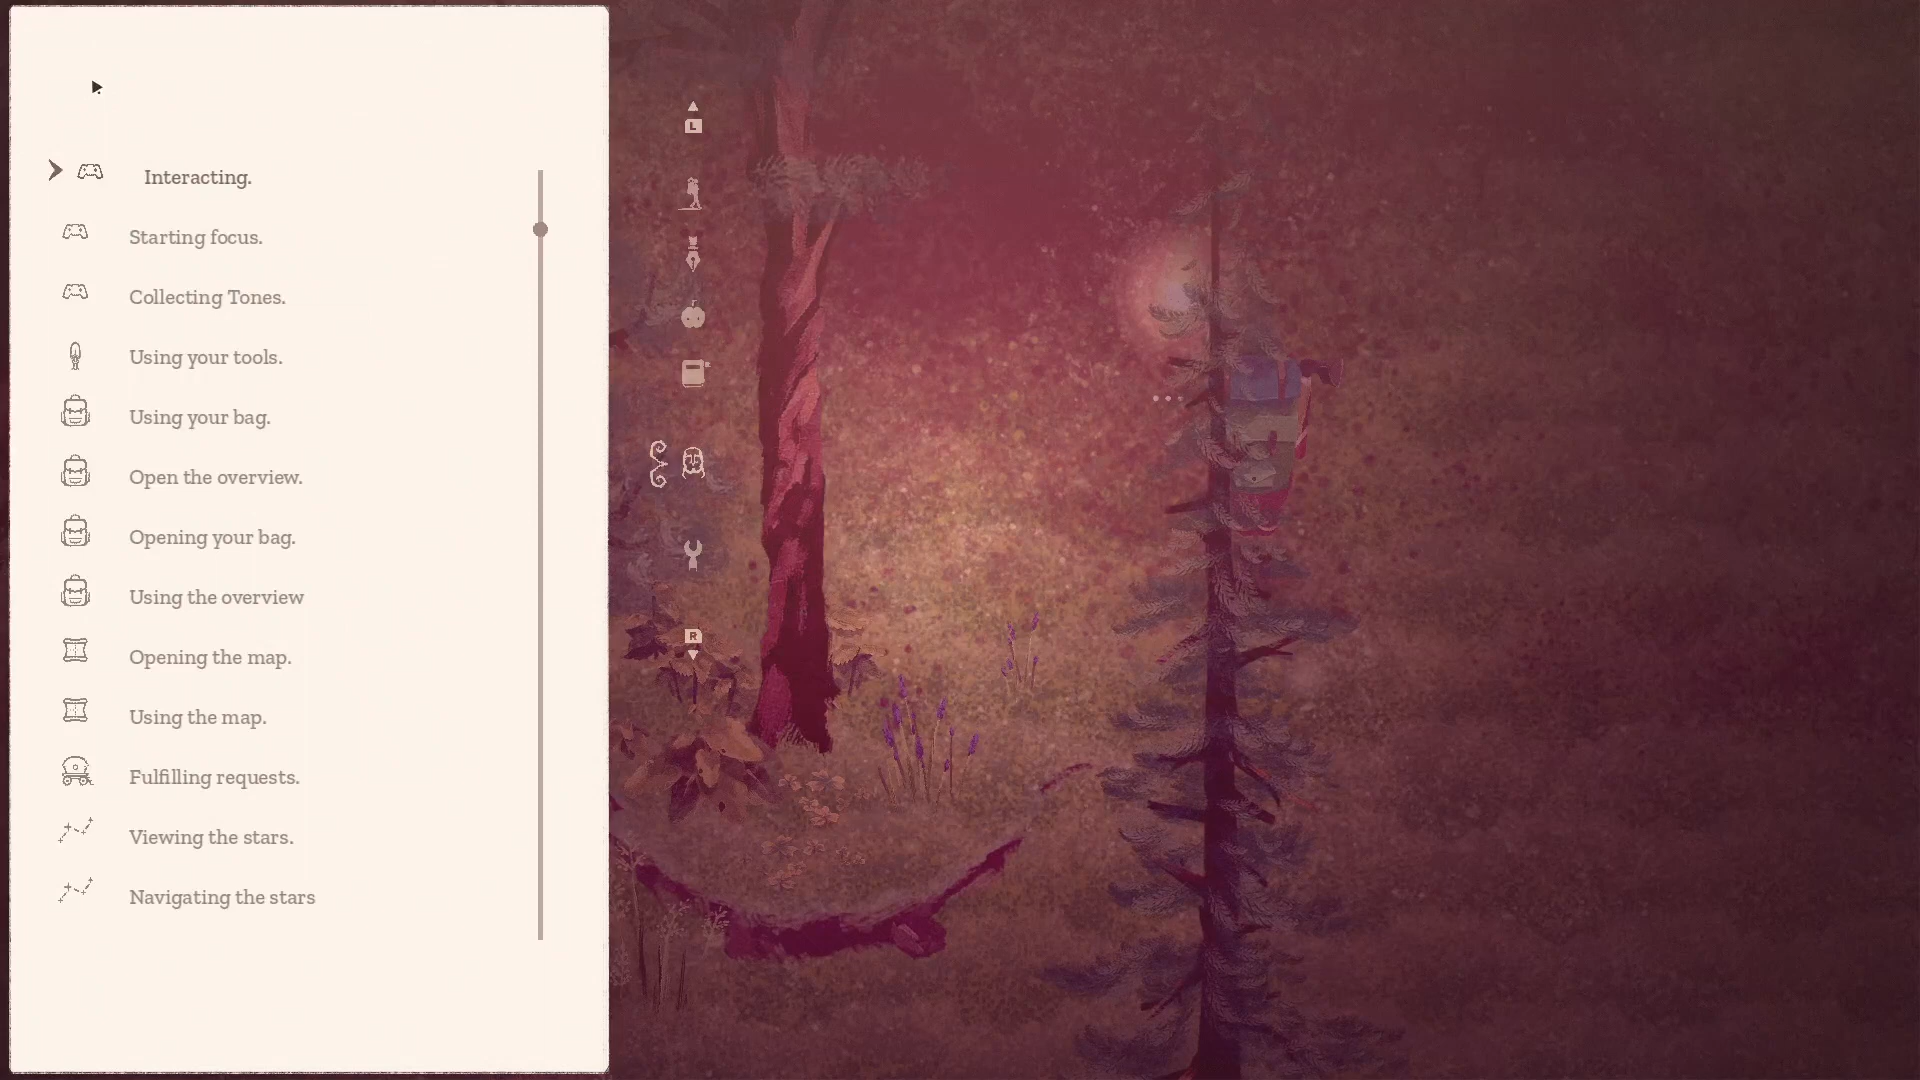 Interacting.
Starting focus.
Collecting Tones.
Using your tools.
Using your bag.
Open the overview.
Opening your bag.
Using the overview
Opening the map.
Using the map.
Fulfilling requests.
Viewing the stars.
Navigating the stars
L
R